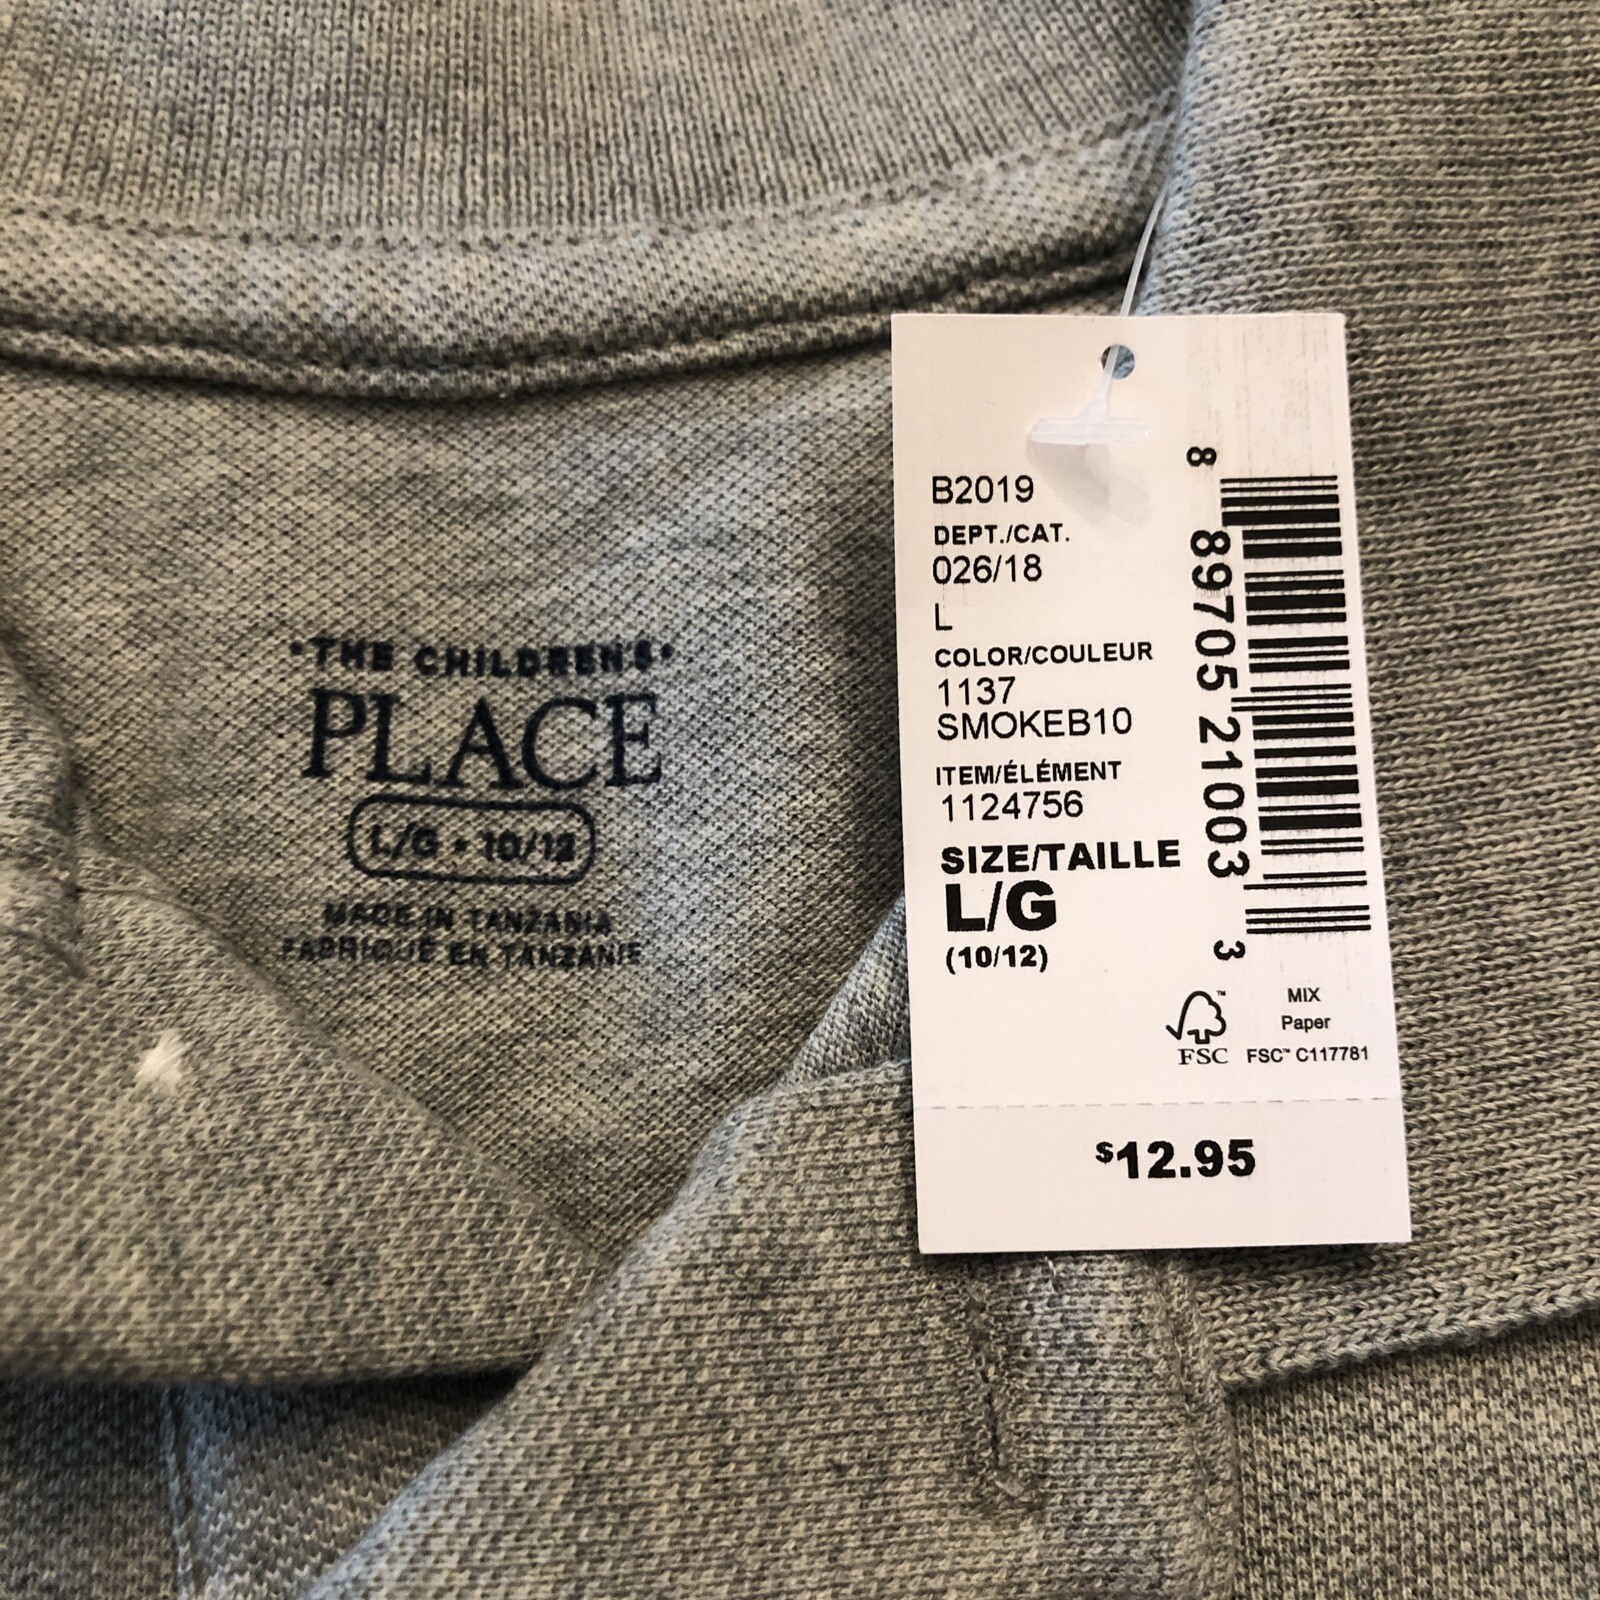 •THE CHILDREN'S•
PLACE
L/G • 10/12
MADE IN TANZANIA
FABRIQUÉ EN TANZANIE
B2019
DEPT./CAT.
026/18
L
COLOR/COULEUR
1137
SMOKEB10
ITEM/ÉLÉMENT
1124756
SIZE/TAILLE
L/G
(10/12)
8 89705 21003 3
FSC™
MIX
Paper
FSC™ C117781
$12.95